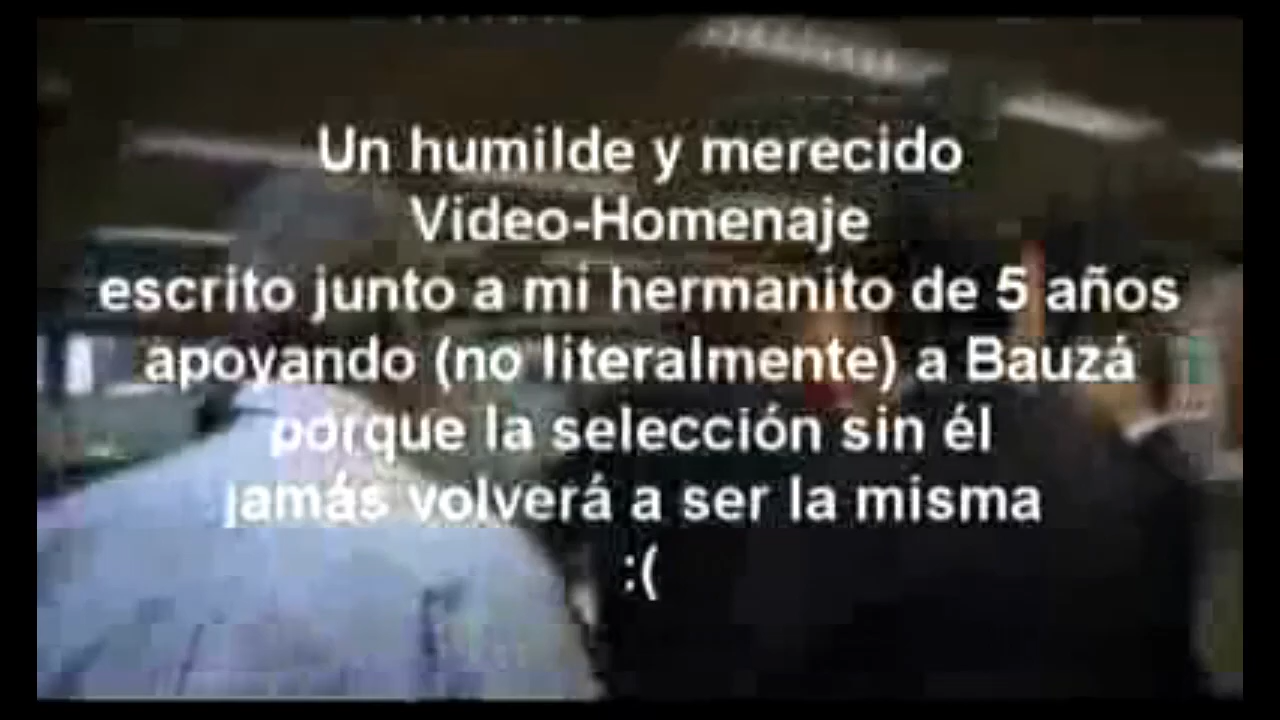 Un humilde y merecido
Video-Homenaje
escrito junto a mi hermanito de 5 años
apoyando (no literalmente) a Bauzá
porque la selección sin él
jamás volverá a ser la misma
:(